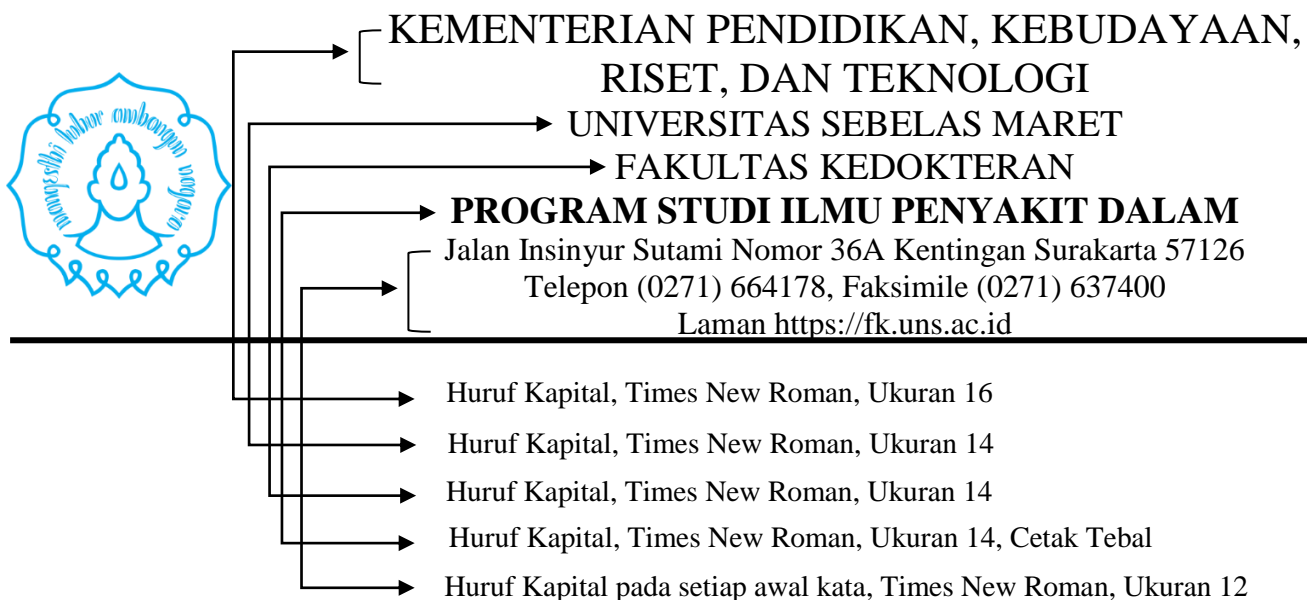 KEMENTERIAN PENDIDIKAN, KEBUDAYAAN,
RISET, DAN TEKNOLOGI
UNIVERSITAS SEBELAS MARET
FAKULTAS KEDOKTERAN
PROGRAM STUDI ILMU PENYAKIT DALAM
Jalan Insinyur Sutami Nomor 36A Kentingan Surakarta 57126
Telepon (0271) 664178, Faksimile (0271) 637400
Laman https://fk.uns.ac.id
mangesthi luhur ambangun nagara
Huruf Kapital, Times New Roman, Ukuran 16
Huruf Kapital, Times New Roman, Ukuran 14
Huruf Kapital, Times New Roman, Ukuran 14
Huruf Kapital, Times New Roman, Ukuran 14, Cetak Tebal
Huruf Kapital pada setiap awal kata, Times New Roman, Ukuran 12